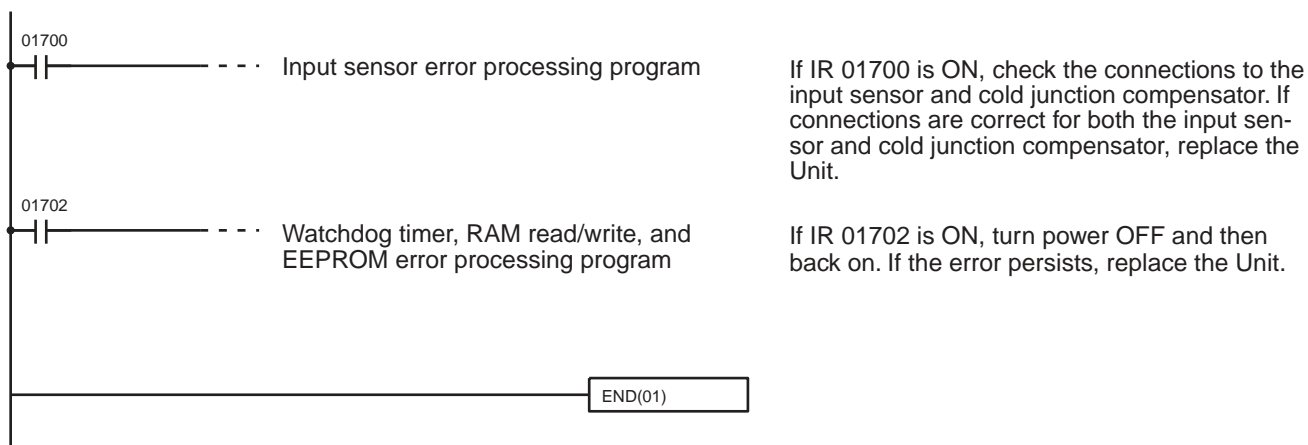 01700
Input sensor error processing program
If IR 01700 is ON, check the connections to the
input sensor and cold junction compensator. If
connections are correct for both the input sen-
sor and cold junction compensator, replace the
Unit.
01702
Watchdog timer, RAM read/write, and
EEPROM error processing program
If IR 01702 is ON, turn power OFF and then
back on. If the error persists, replace the Unit.
END(01)